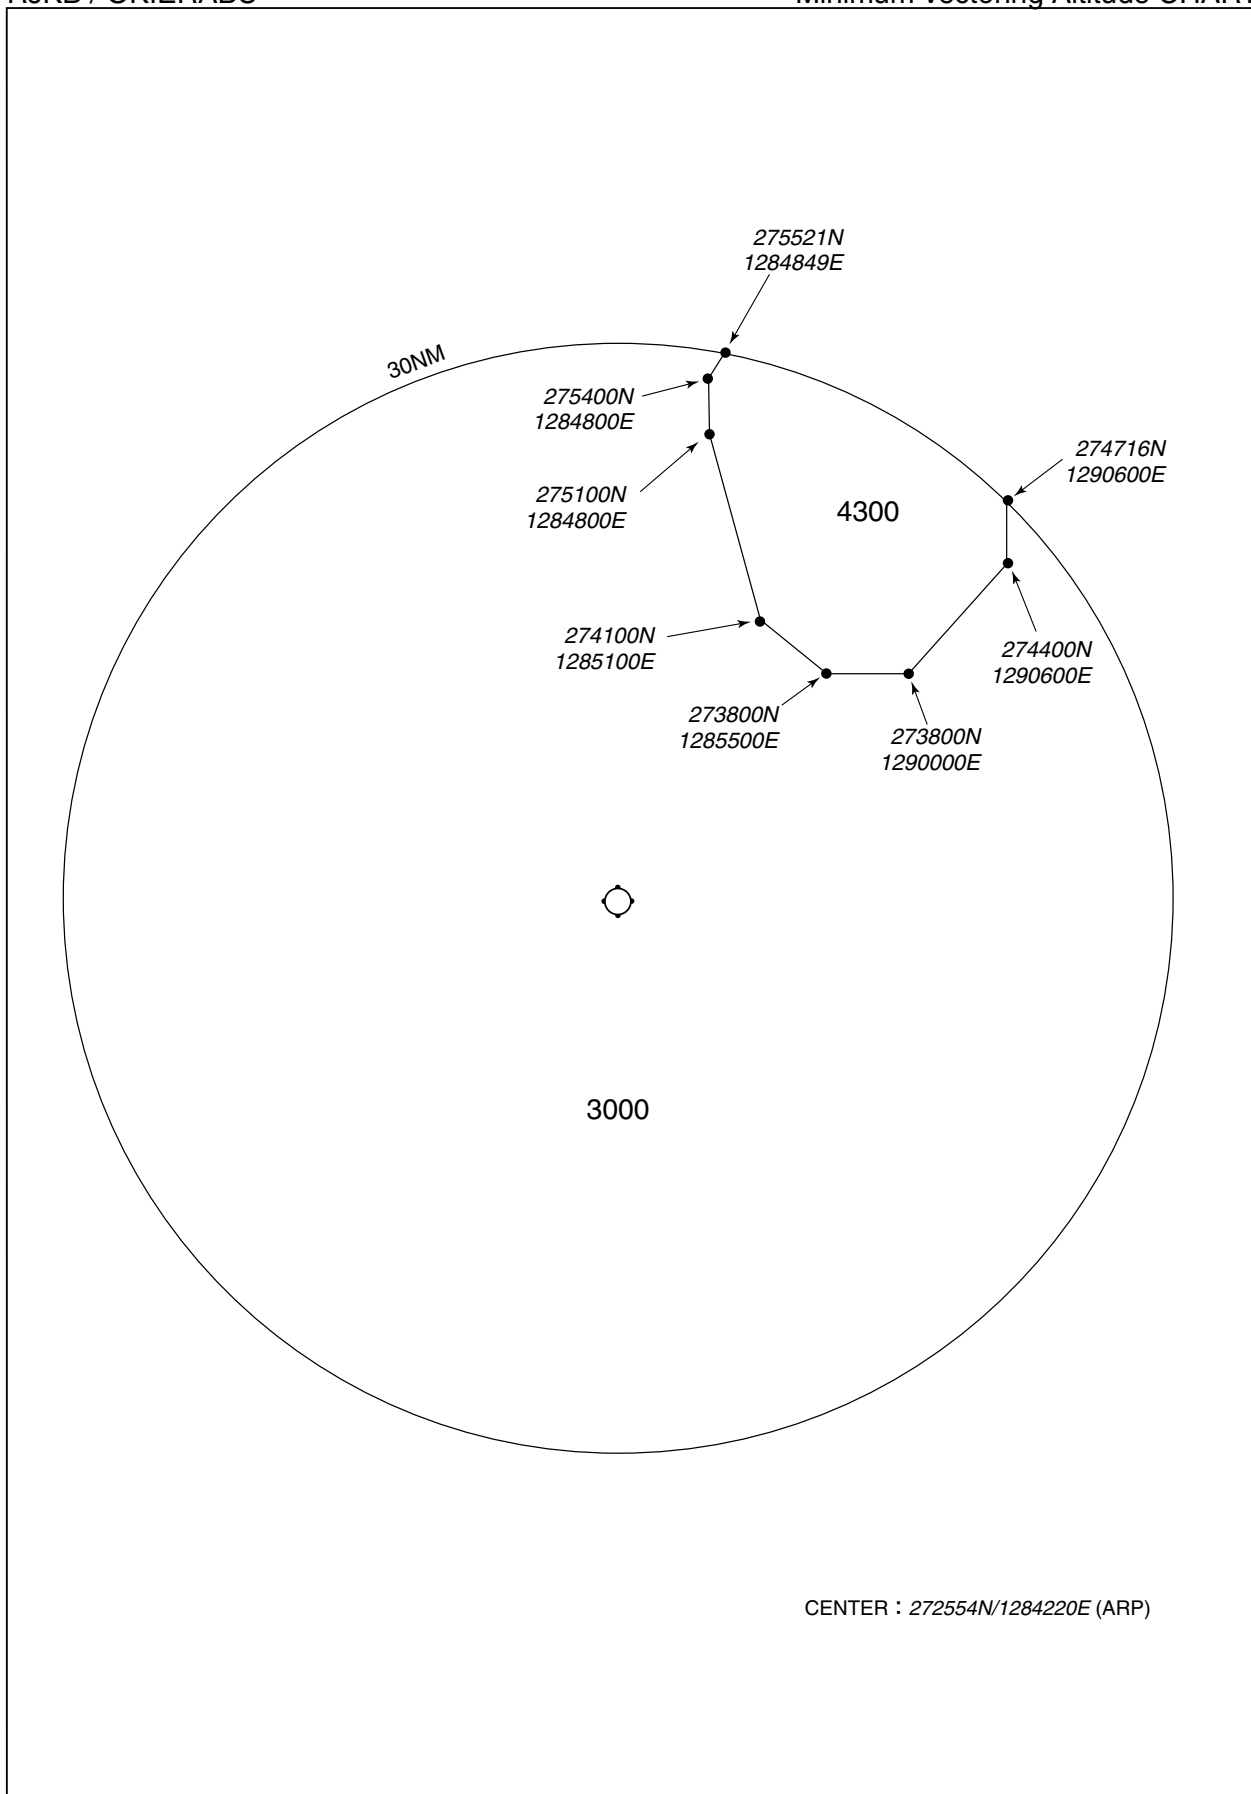 Minimum Vectoring Altitude CHART
275521N
1284849E
30NM
275400N
1284800E
274716N
1290600E
275100N
1284800E
4300
274100N
1285100E
274400N
1290600E
273800N
1285500E
273800N
1290000E
3000
CENTER : 272554N/1284220E (ARP)